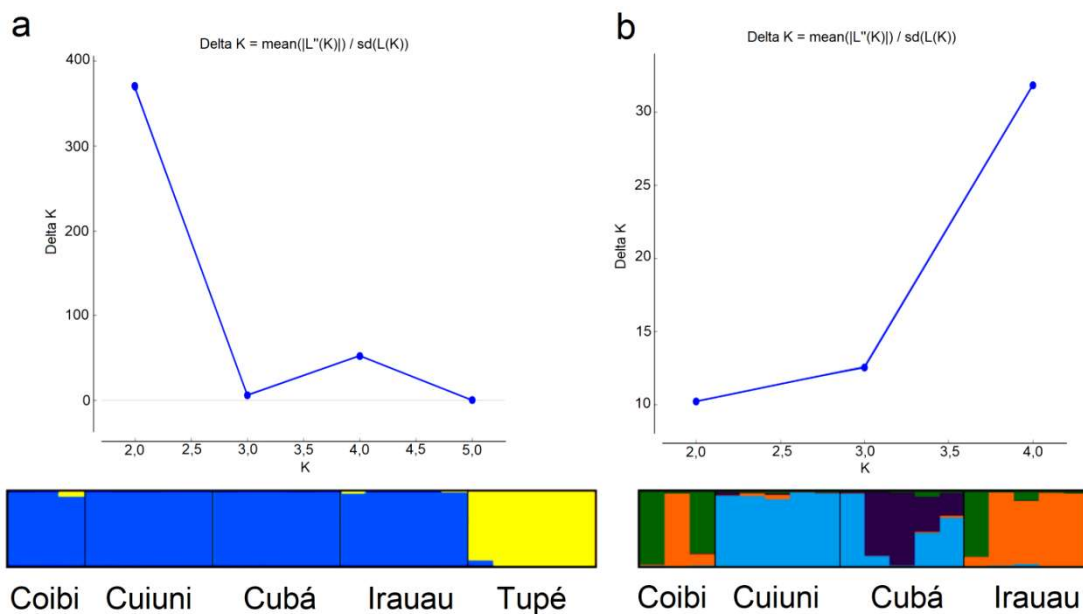 a
Delta K = mean(|L"(K)|) / sd(L(K))
400
300
200
100
0
Delta K
2,0 2,5 3,0 3,5 4,0 4,5 5,0
K
Coibi Cuiuni Cubá Irauau Tupé
b
Delta K = mean(|L"(K)|) / sd(L(K))
30
25
20
15
10
Delta K
2,0 2,5 3,0 3,5 4,0
K
Coibi Cuiuni Cubá Irauau